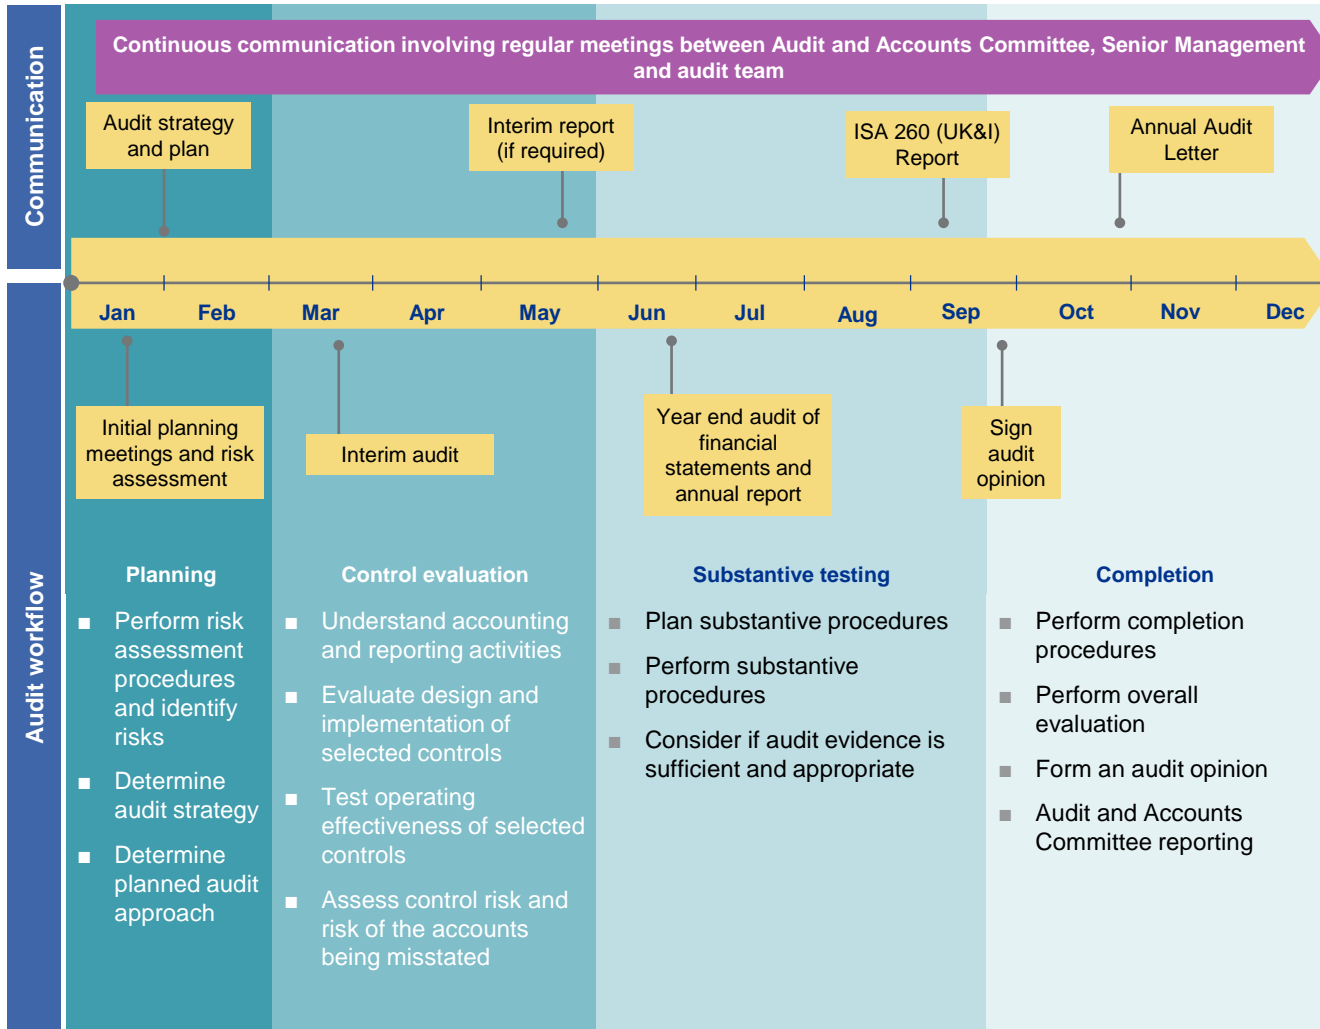 Communication
Continuous communication involving regular meetings between Audit and Accounts Committee, Senior Management
and audit team
Audit strategy
and plan
Interim report
(if required)
ISA 260 (UK&I)
Report
Annual Audit
Letter
Jan Feb Mar Apr May Jun Jul Aug Sep Oct Nov Dec
Audit workflow
Initial planning
meetings and risk
assessment
Interim audit
Year end audit of
financial
statements and
annual report
Sign
audit
opinion
Planning
■ Perform risk
assessment
procedures
and identify
risks
■ Determine
audit strategy
■ Determine
planned audit
approach
Control evaluation
■ Understand accounting
and reporting activities
■ Evaluate design and
implementation of
selected controls
■ Test operating
effectiveness of selected
controls
■ Assess control risk and
risk of the accounts
being misstated
Substantive testing
■ Plan substantive procedures
■ Perform substantive
procedures
■ Consider if audit evidence is
sufficient and appropriate
Completion
■ Perform completion
procedures
■ Perform overall
evaluation
■ Form an audit opinion
■ Audit and Accounts
Committee reporting